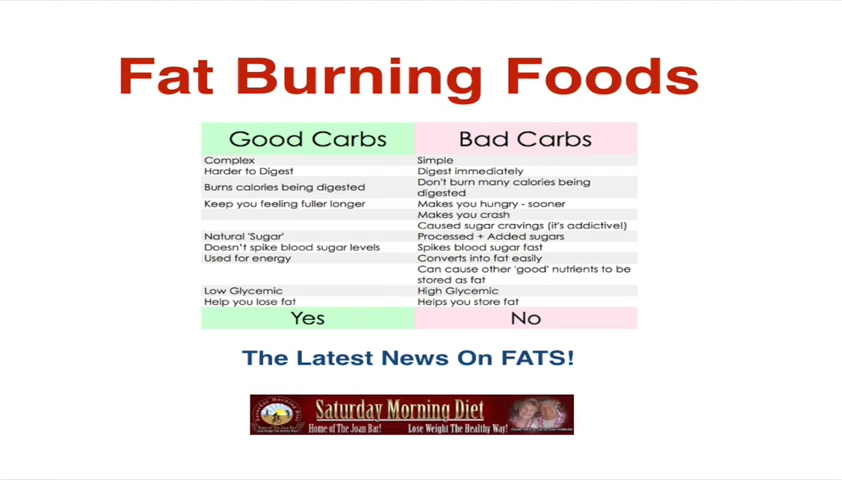 Fat Burning Foods
Good Carbs Bad Carbs
Complex Simple
Harder to Digest Digest immediately
Burns calories being digested Don't burn many calories being
digested
Keep you feeling fuller longer Makes you hungry - sooner
Makes you crash
Caused sugar cravings (it's addictive!)
Natural 'Sugar' Processed + Added sugars
Doesn't spike blood sugar levels Spikes blood sugar fast
Used for energy Converts into fat easily
Can cause other 'good' nutrients to be
stored as fat
Low Glycemic High Glycemic
Help you lose fat Helps you store fat
Yes No
The Latest News On FATS!
Saturday Morning Diet
Home of The Joan Bar! Lose Weight The Healthy Way!